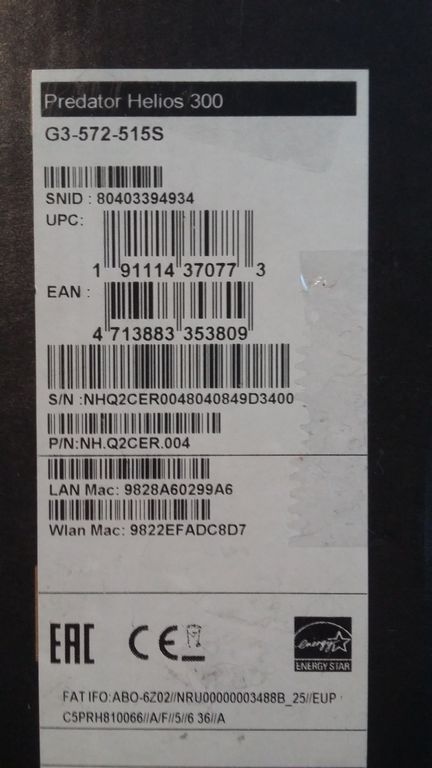 Predator Helios 300
G3-572-515S
SNID : 80403394934
UPC:
1 91114 37077 3
EAN :
4 713883 353809
S/N :NHQ2CER0048040849D3400
P/N:NH.Q2CER.004
LAN Mac: 9828A60299A6
Wlan Mac: 9822EFADC8D7
EAC CE energy
ENERGY STAR
FAT IFO:ABO-6Z02//NRU00000003488B_25//EUP
C5PRH810066//A/F//5//6 36//A